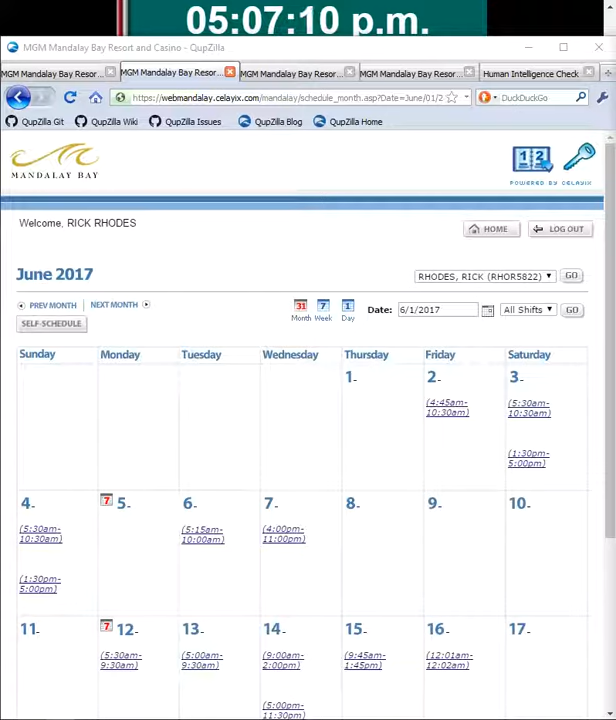 05:07:10 p.m.
MGM Mandalay Bay Resort and Casino - QupZilla
MGM Mandalay Bay Resor...
MGM Mandalay Bay Resor...
MGM Mandalay Bay Resor...
MGM Mandalay Bay Resor...
Human Intelligence Check
https://webmandalay.celayix.com/mandalay/schedule_month.asp?Date=June/01/2
DuckDuckGo
QupZilla Git
QupZilla Wiki
QupZilla Issues
QupZilla Blog
QupZilla Home
MANDALAY BAY
1 2
POWERED BY CELAYIX
Welcome, RICK RHODES
HOME
LOG OUT
June 2017
RHODES, RICK (RHOR5822)
GO
PREV MONTH
NEXT MONTH
31 7 1
Month Week Day
Date: 6/1/2017
All Shifts
GO
SELF-SCHEDULE
Sunday Monday Tuesday Wednesday Thursday Friday Saturday
1- 2- 3-
(4:45am-
10:30am)
(5:30am-
10:30am)
(1:30pm-
5:00pm)
4- 7 5- 6- 7- 8- 9- 10-
(5:30am-
10:30am)
(1:30pm-
5:00pm)
(5:15am-
10:00am)
(4:00pm-
11:00pm)
11- 7 12- 13- 14- 15- 16- 17-
(5:30am-
9:30am)
(5:00am-
9:30am)
(9:00am-
2:00pm)
(5:00pm-
11:30pm)
(9:45am-
1:45pm)
(12:01am-
12:02am)